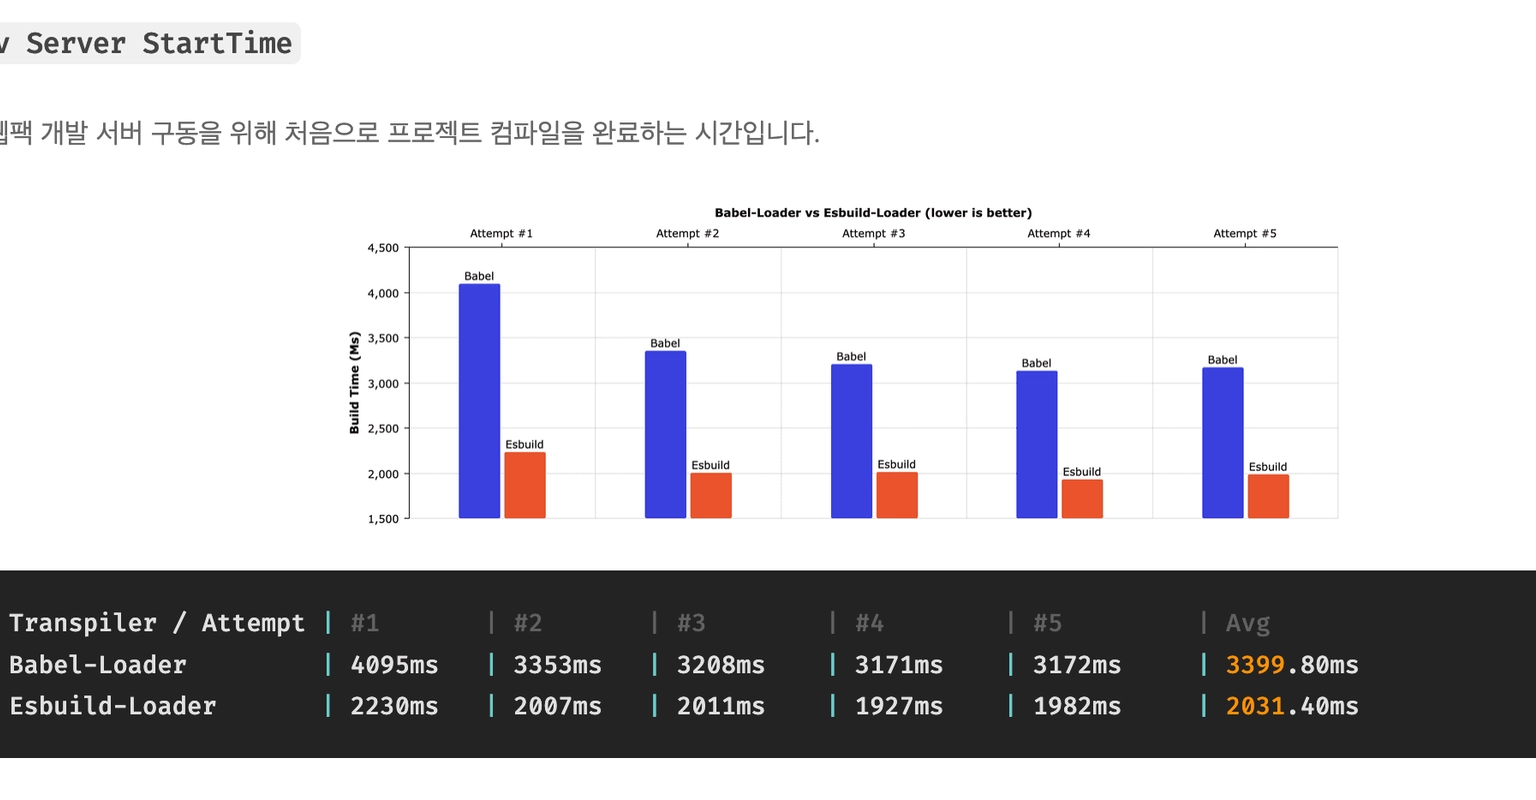 Server StartTime
개발 서버 구동을 위해 처음으로 프로젝트 컴파일을 완료하는 시간입니다.
Babel-Loader vs Esbuild-Loader (lower is better)
Attempt #1 Attempt #2 Attempt #3 Attempt #4 Attempt #5
4,500
Babel
4,000
3,500
Babel
Babel
Babel
Babel
Build Time (Ms)
3,000
2,500
Esbuild
Esbuild
Esbuild
Esbuild
Esbuild
2,000
1,500
Transpiler / Attempt | #1 | #2 | #3 | #4 | #5 | Avg
Babel-Loader | 4095ms | 3353ms | 3208ms | 3171ms | 3172ms | 3399.80ms
Esbuild-Loader | 2230ms | 2007ms | 2011ms | 1927ms | 1982ms | 2031.40ms